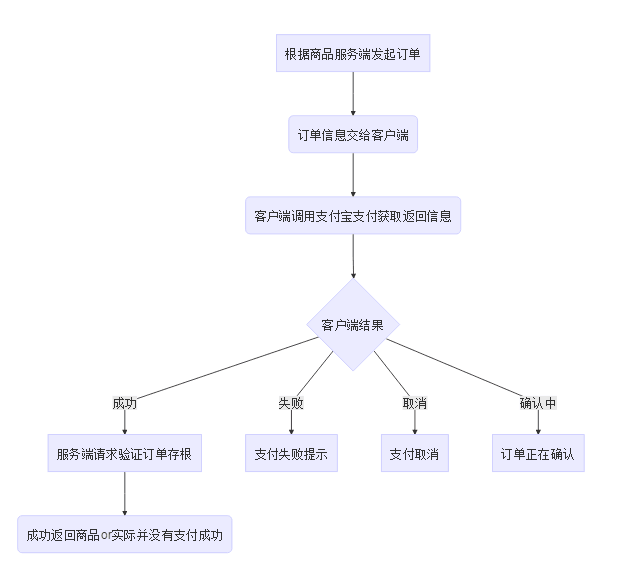 根据商品服务端发起订单
订单信息交给客户端
客户端调用支付宝支付获取返回信息
客户端结果
成功
失败
取消
确认中
服务端请求验证订单存根
支付失败提示
支付取消
订单正在确认
成功返回商品or实际并没有支付成功